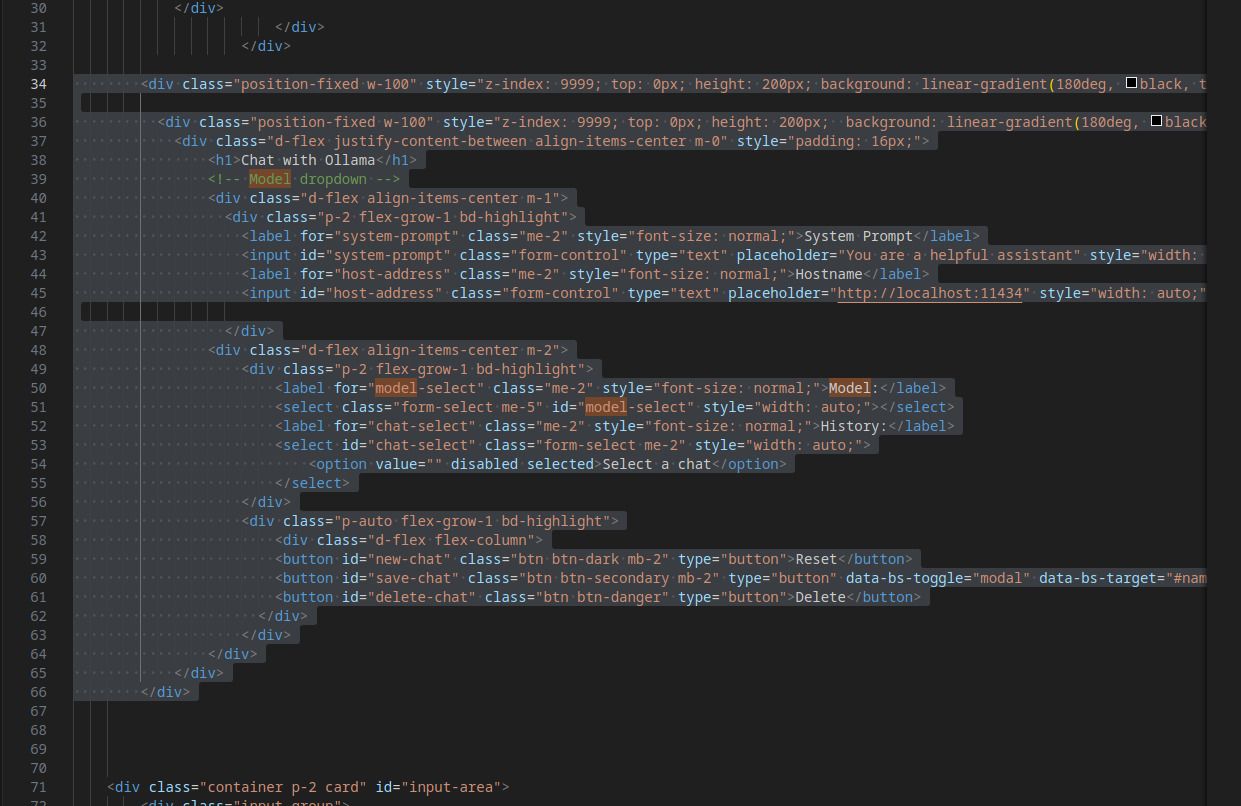 30 </div>
31 </div>
32 </div>
33
34 <div class="position-fixed w-100" style="z-index: 9999; top: 0px; height: 200px; background: linear-gradient(180deg, black, t
35
36 <div class="position-fixed w-100" style="z-index: 9999; top: 0px; height: 200px;  background: linear-gradient(180deg, black
37 <div class="d-flex justify-content-between align-items-center m-0" style="padding: 16px;">
38 <h1>Chat with Ollama</h1>
39 <!-- Model dropdown -->
40 <div class="d-flex align-items-center m-1">
41 <div class="p-2 flex-grow-1 bd-highlight">
42 <label for="system-prompt" class="me-2" style="font-size: normal;">System Prompt</label>
43 <input id="system-prompt" class="form-control" type="text" placeholder="You are a helpful assistant" style="width:
44 <label for="host-address" class="me-2" style="font-size: normal;">Hostname</label>
45 <input id="host-address" class="form-control" type="text" placeholder="http://localhost:11434" style="width: auto;"
46
47 </div>
48 <div class="d-flex align-items-center m-2">
49 <div class="p-2 flex-grow-1 bd-highlight">
50 <label for="model-select" class="me-2" style="font-size: normal;">Model:</label>
51 <select class="form-select me-5" id="model-select" style="width: auto;"></select>
52 <label for="chat-select" class="me-2" style="font-size: normal;">History:</label>
53 <select id="chat-select" class="form-select me-2" style="width: auto;">
54 <option value="" disabled selected>Select a chat</option>
55 </select>
56 </div>
57 <div class="p-auto flex-grow-1 bd-highlight">
58 <div class="d-flex flex-column">
59 <button id="new-chat" class="btn btn-dark mb-2" type="button">Reset</button>
60 <button id="save-chat" class="btn btn-secondary mb-2" type="button" data-bs-toggle="modal" data-bs-target="#nam
61 <button id="delete-chat" class="btn btn-danger" type="button">Delete</button>
62 </div>
63 </div>
64 </div>
65 </div>
66 </div>
67
68
69
70
71 <div class="container p-2 card" id="input-area">
72 <div class="input-group">